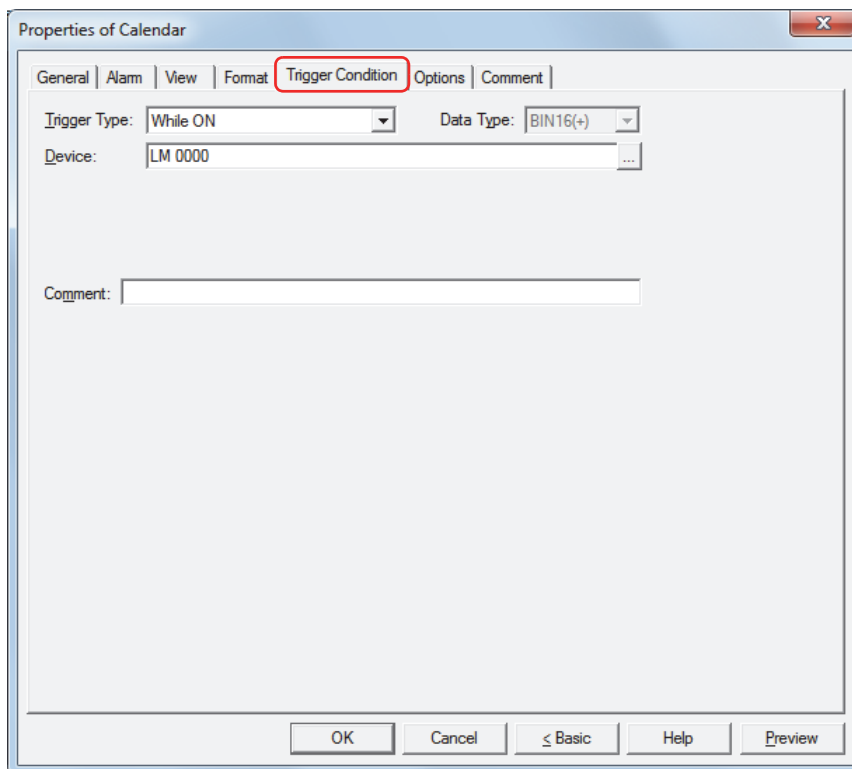 Properties of Calendar
General Alarm View Format Trigger Condition Options Comment
Trigger Type: While ON Data Type: BIN16(+)
Device: LM 0000 ...
Comment:
OK Cancel < Basic Help Preview